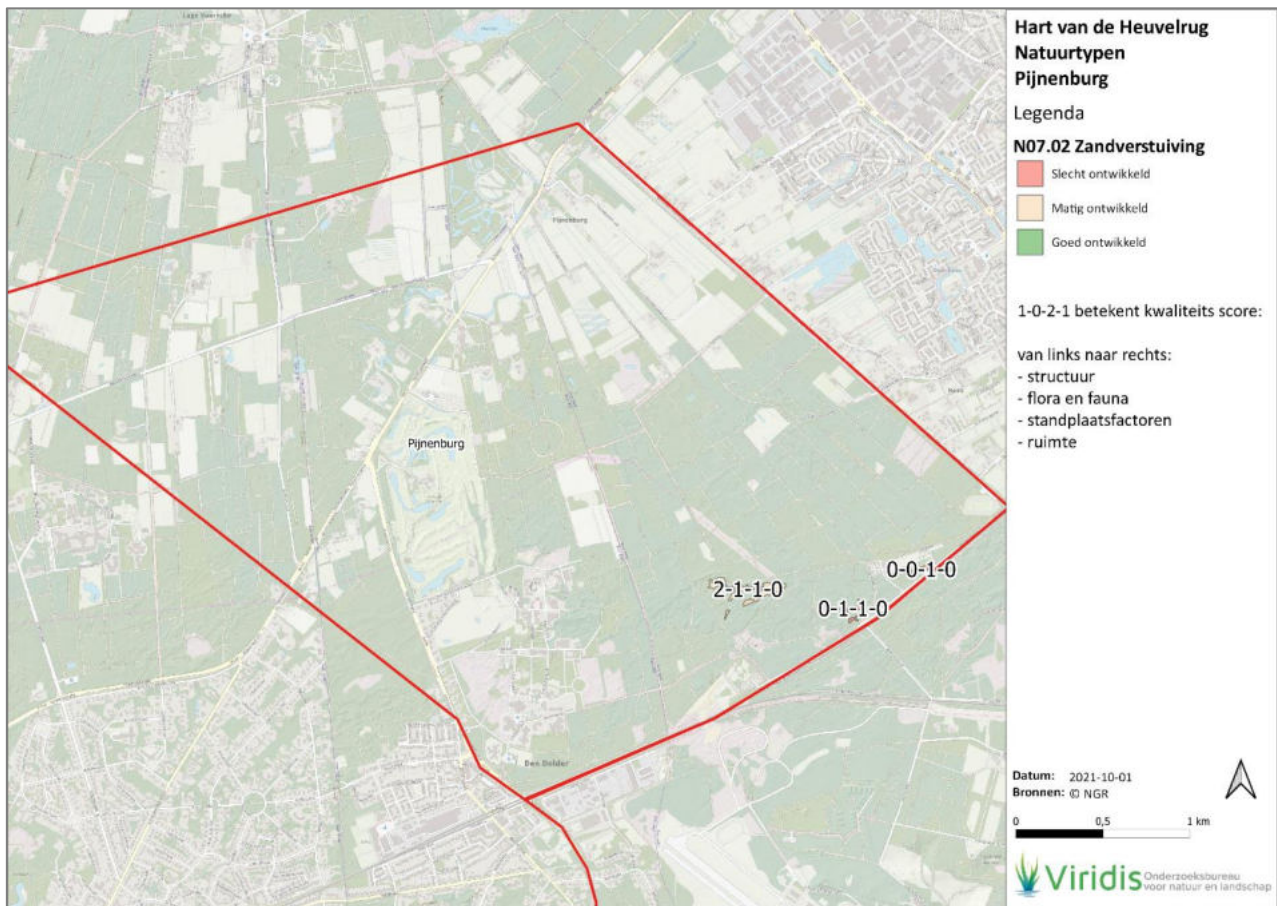 Hart van de Heuvelrug
Natuurtypen
Pijnenburg
Legenda
N07.02 Zandverstuiving
Slecht ontwikkeld
Matig ontwikkeld
Goed ontwikkeld
1-0-2-1 betekent kwaliteits score:
van links naar rechts:
- structuur
- flora en fauna
- standplaatsfactoren
- ruimte
Pijnenburg
Pijnenburg
2-1-1-0
0-0-1-0
0-1-1-0
Den Dolder
Datum: 2021-10-01
Bronnen: © NGR
0 0,5 1 km
Viridis Onderzoeksbureau
voor natuur en landschap